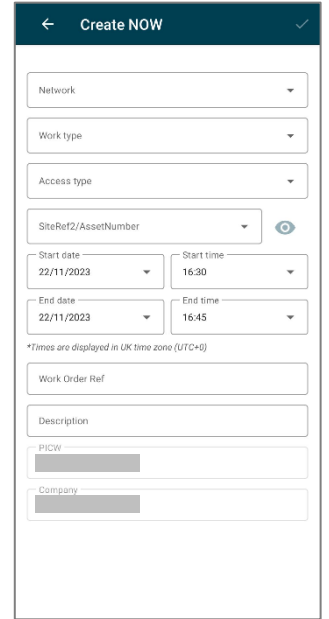 Create NOW
Network
Work type
Access type
SiteRef2/AssetNumber
Start date
Start time
22/11/2023
16:30
End date
End time
22/11/2023
16:45
*Times are displayed in UK time zone (UTC+0)
Work Order Ref
Description
PICW
Company